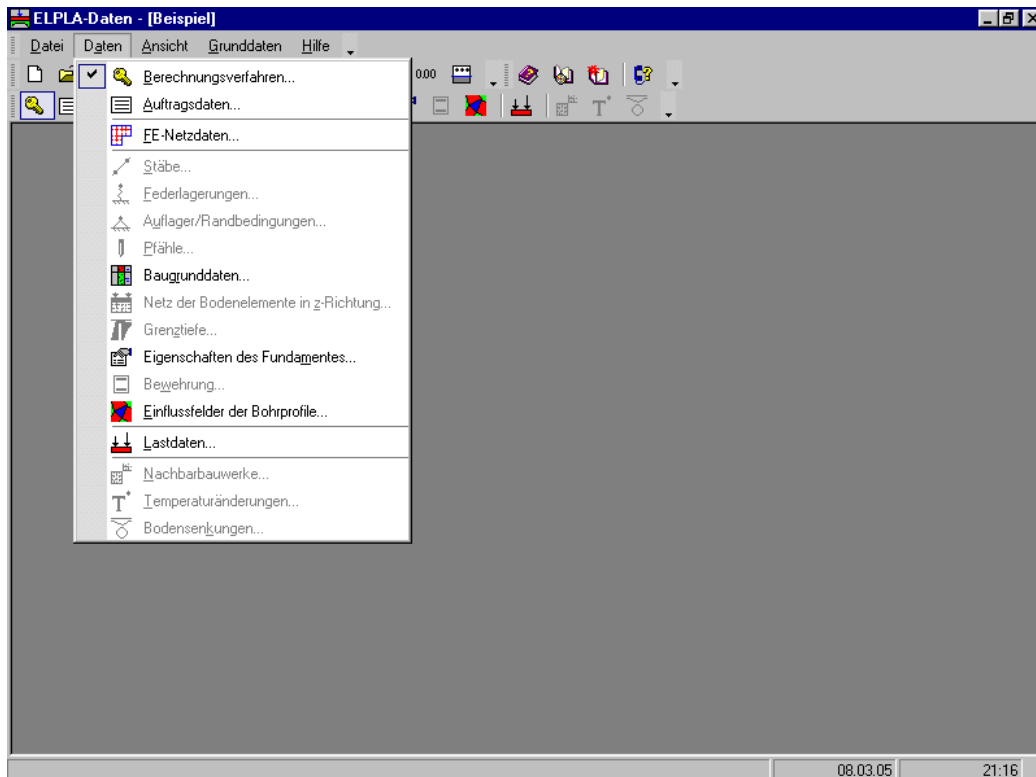 ELPLA-Daten - [Beispiel]
Datei Daten Ansicht Grunddaten Hilfe
0.00
Berechnungsverfahren...
Auftragsdaten...
FE-Netzdaten...
Stäbe...
Federlagerungen...
Auflager/Randbedingungen...
Pfähle...
Baugrunddaten...
Netz der Bodenelemente in z-Richtung...
Grenztiefe...
Eigenschaften des Fundamentes...
Bewehrung...
Einflussfelder der Bohrprofile...
Lastdaten...
Nachbarbauwerke...
Temperaturänderungen...
Bodensenkungen...
08.03.05 21:16